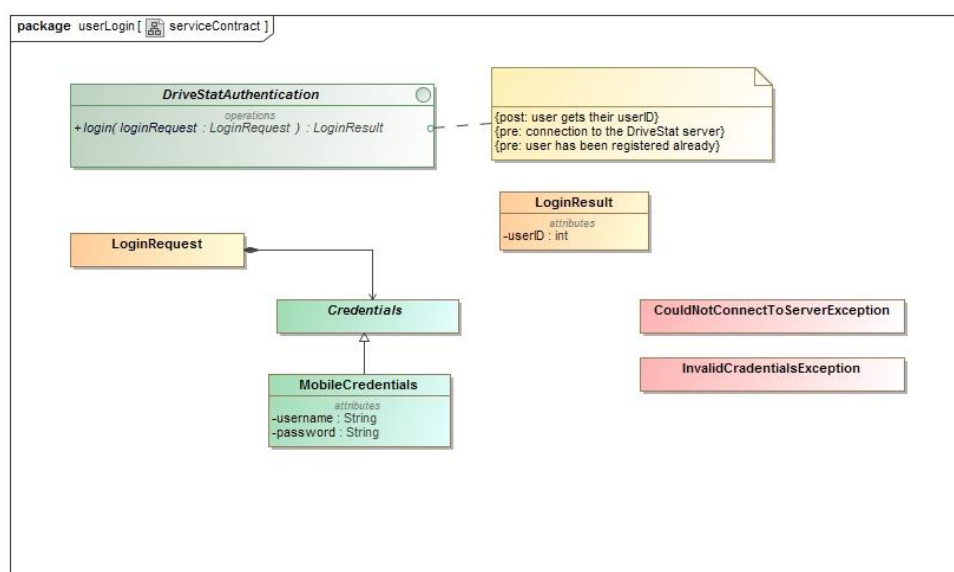 package userLogin [ serviceContract ]
DriveStatAuthentication
operations
+login( loginRequest : LoginRequest ) : LoginResult
{post: user gets their userID}
{pre: connection to the DriveStat server}
{pre: user has been registered already}
LoginResult
attributes
-userID : int
LoginRequest
Credentials
CouldNotConnectToServerException
InvalidCradentialsException
MobileCredentials
attributes
-username : String
-password : String